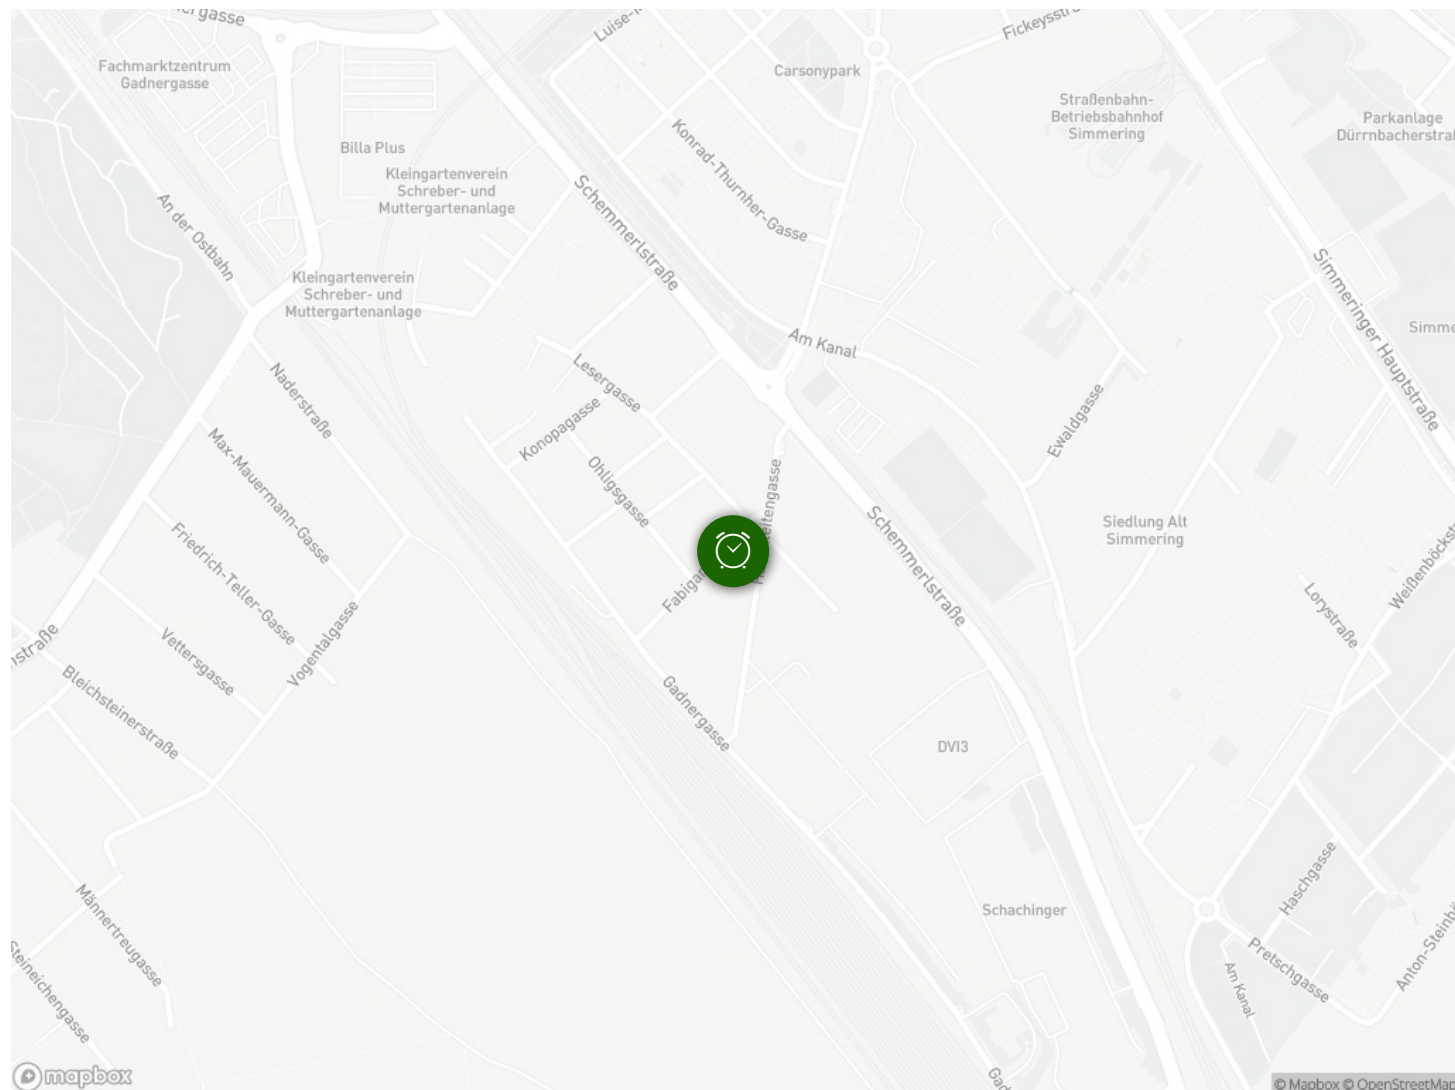 Fachmarktzentrum
Gadnergasse
Carsonypark
Straßenbahn-
Betriebsbahnhof
Simmering
Parkanlage
Billa Plus
Kleingartenverein
Schreber- und
Muttergartenanlage
Konrad-Thurnher-Gasse
Schemmerlstraße
An der Ostbahn
Kleingartenverein
Schreber- und
Muttergartenanlage
Simmeringer Hauptstraße
Am Kanal
Lesergasse
Naderstraße
Konopagasse
Ewaldgasse
Max-Mauermann-Gasse
Ohligsgasse
Siedlung Alt
Simmering
Schemmerlstraße
Friedrich-Teller-Gasse
Vogentalgasse
Lorystraße
Vettersgasse
Bleichsteinerstraße
Gadnergasse
DVI3
Männertreugasse
Steineichengasse
Schachinger
Haschgasse
Pretschgasse
Am Kanal
mapbox
© Mapbox © OpenStreetMap